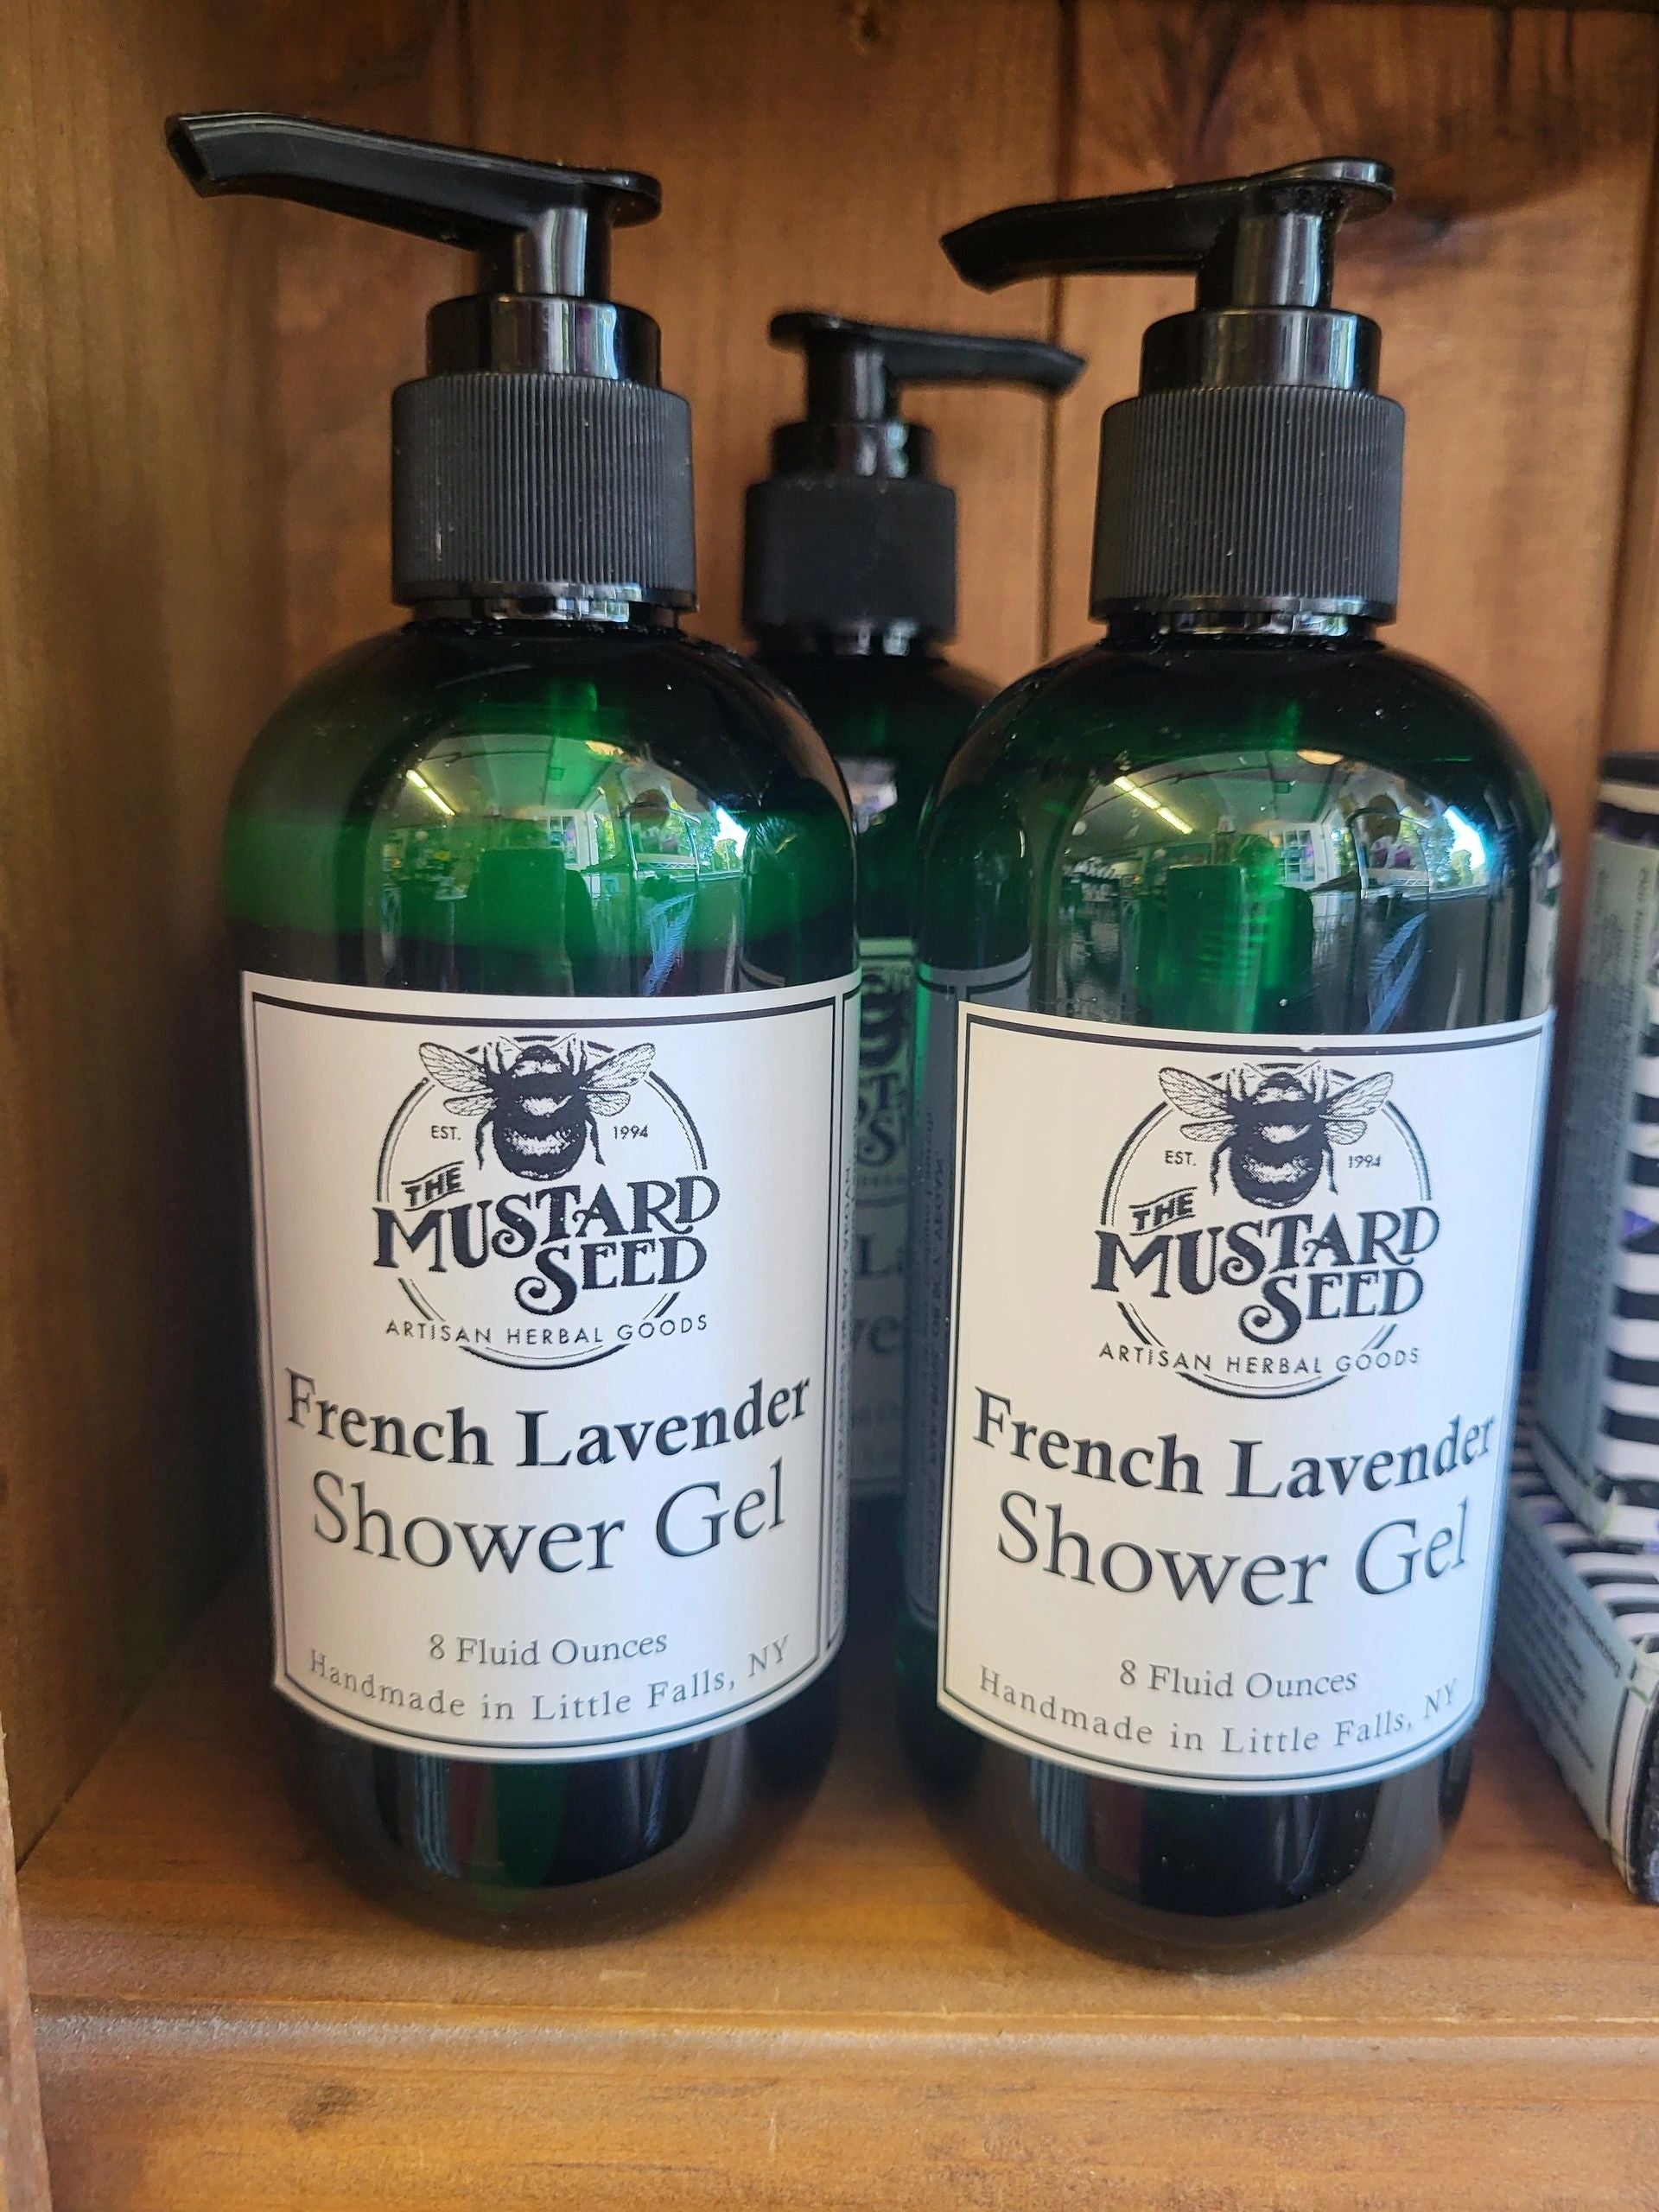 EST. 1994
THE
MUSTARD
SEED
ARTISAN HERBAL GOODS
French Lavender
Shower Gel
8 Fluid Ounces
Handmade in Little Falls, NY
EST. 1994
THE
MUSTARD
SEED
ARTISAN HERBAL GOODS
French Lavender
Shower Gel
8 Fluid Ounces
Handmade in Little Falls, NY